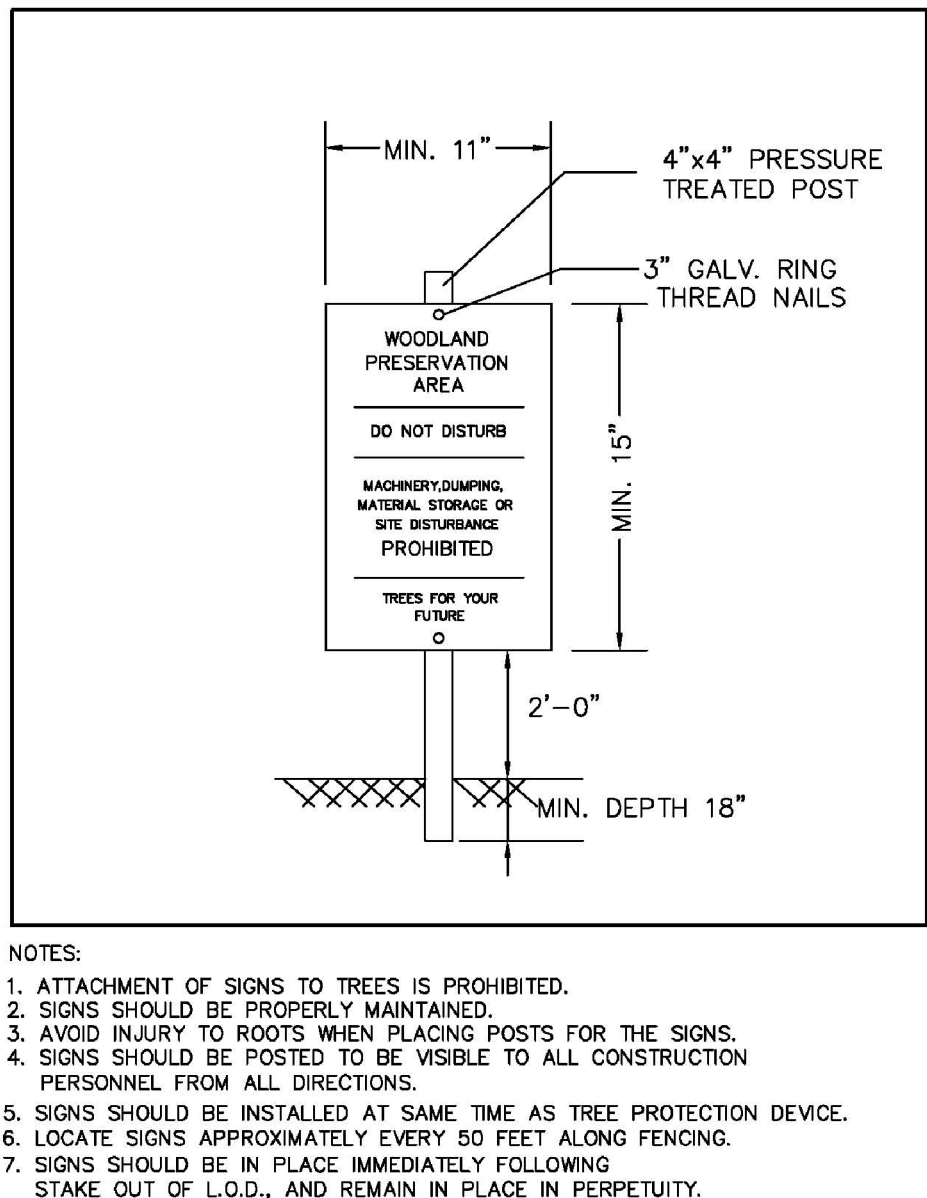 MIN. 11"
4"x4" PRESSURE
TREATED POST
3" GALV. RING
THREAD NAILS
WOODLAND
PRESERVATION
AREA
DO NOT DISTURB
MACHINERY,DUMPING,
MATERIAL STORAGE OR
SITE DISTURBANCE
PROHIBITED
TREES FOR YOUR
FUTURE
MIN. 15"
2'-0"
MIN. DEPTH 18"
NOTES:
1. ATTACHMENT OF SIGNS TO TREES IS PROHIBITED.
2. SIGNS SHOULD BE PROPERLY MAINTAINED.
3. AVOID INJURY TO ROOTS WHEN PLACING POSTS FOR THE SIGNS.
4. SIGNS SHOULD BE POSTED TO BE VISIBLE TO ALL CONSTRUCTION
PERSONNEL FROM ALL DIRECTIONS.
5. SIGNS SHOULD BE INSTALLED AT SAME TIME AS TREE PROTECTION DEVICE.
6. LOCATE SIGNS APPROXIMATELY EVERY 50 FEET ALONG FENCING.
7. SIGNS SHOULD BE IN PLACE IMMEDIATELY FOLLOWING
STAKE OUT OF L.O.D., AND REMAIN IN PLACE IN PERPETUITY.